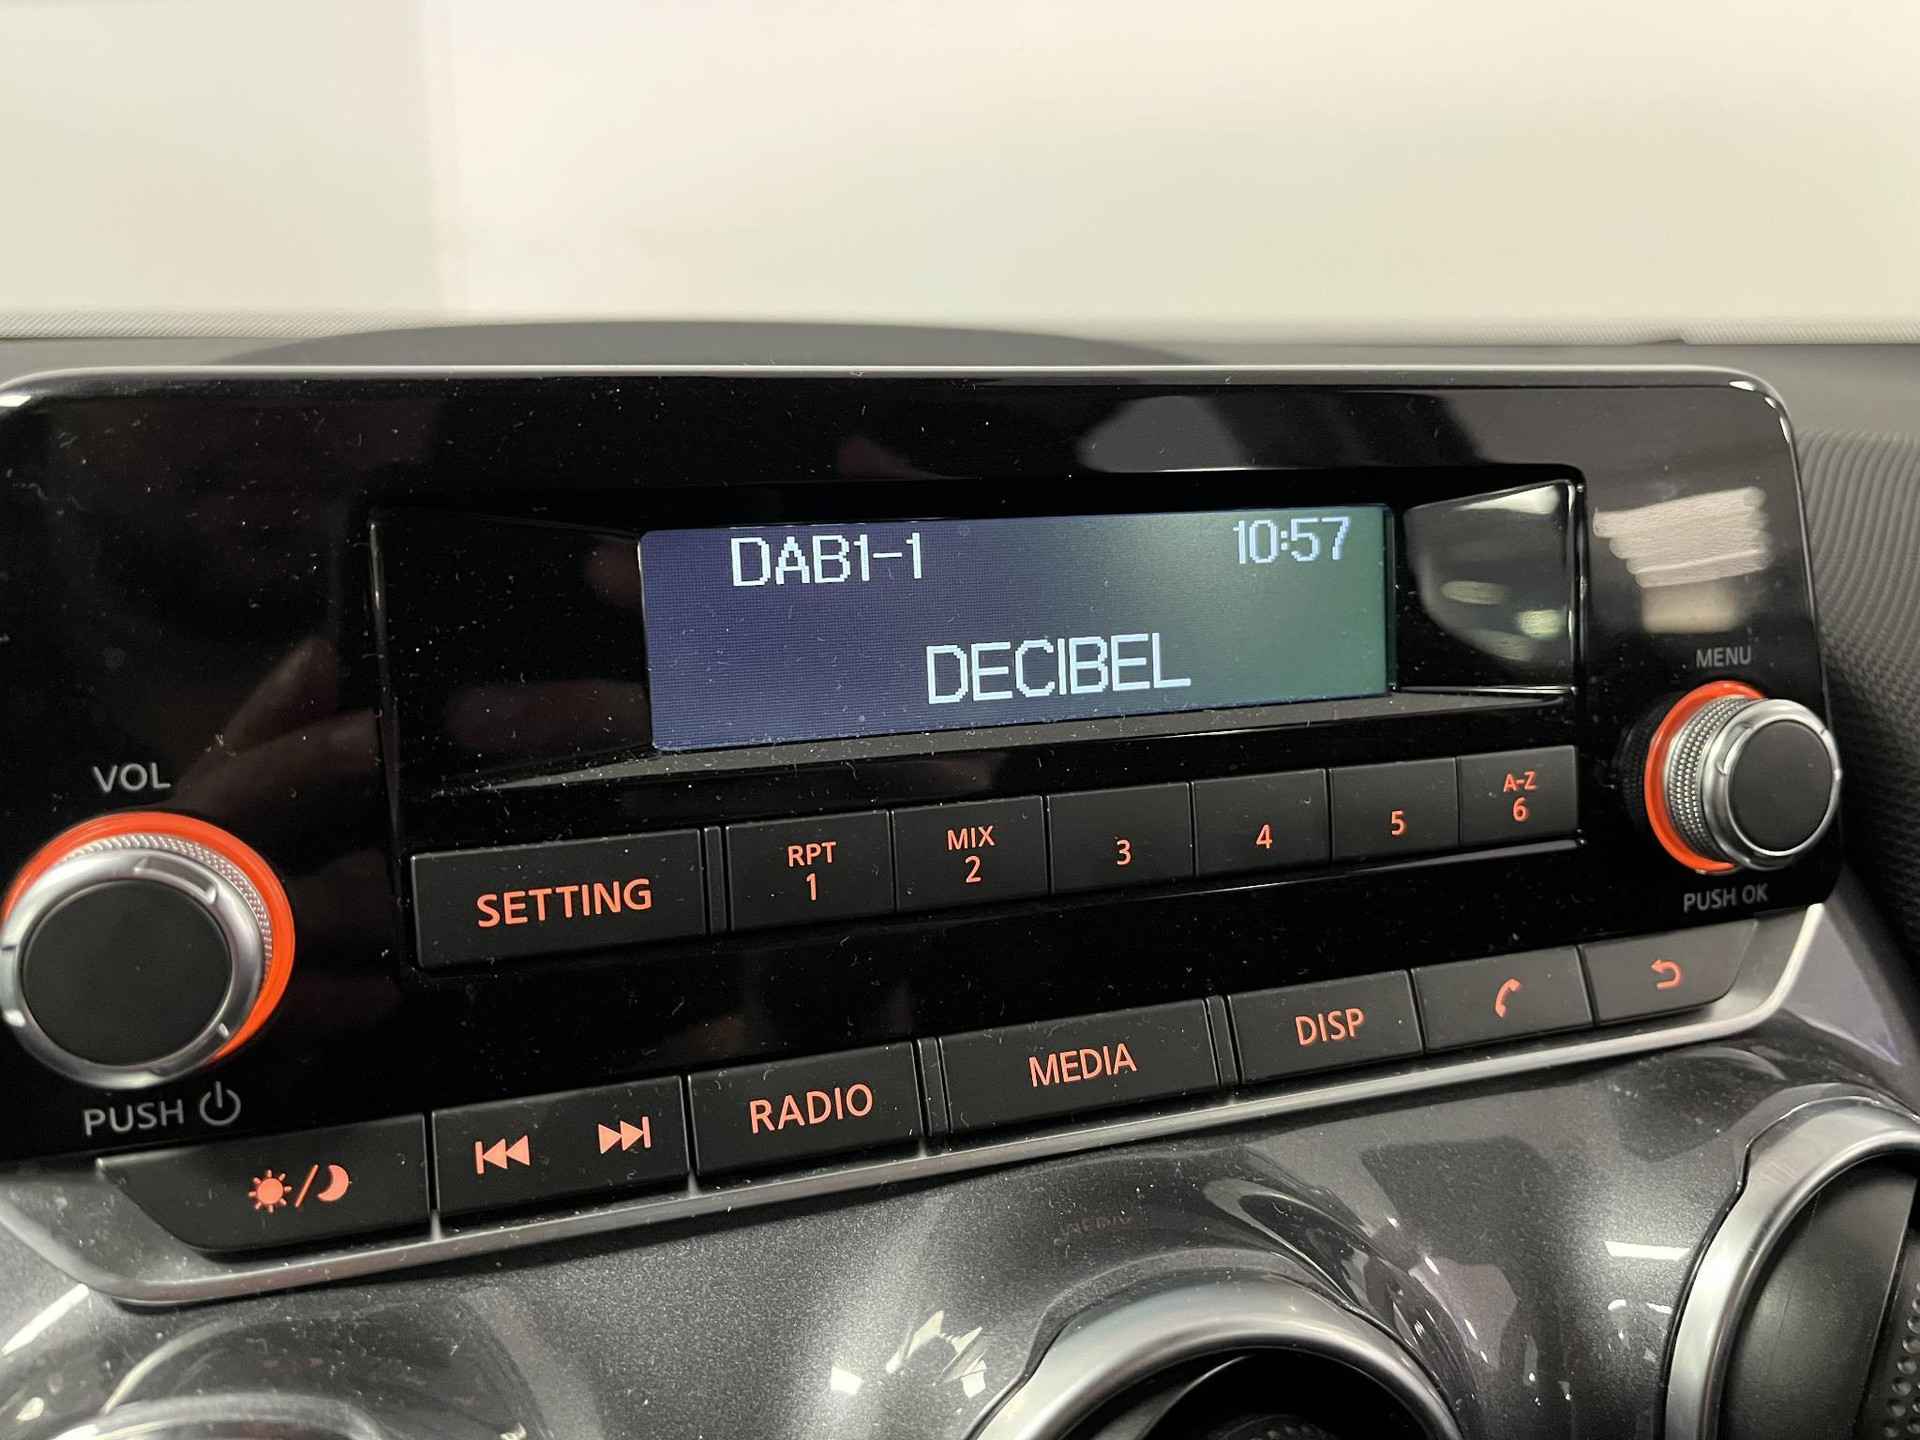 DAB1-1 10:57
DECIBEL
MENU
VOL
A-Z
SETTING RPT 1 MIX 2 3 4 5 6
PUSH OK
PUSH
RADIO MEDIA DISP